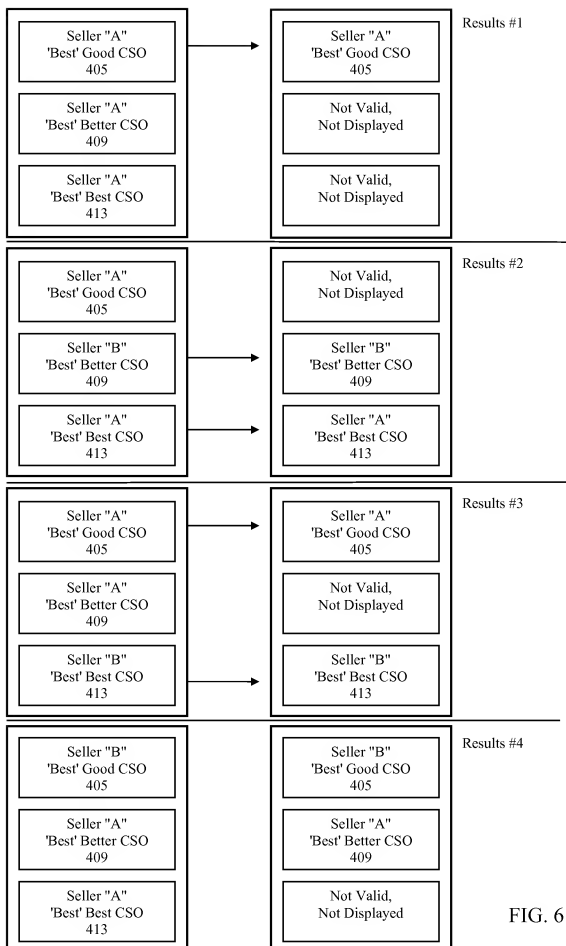 Seller "A"
'Best' Good CSO
405
Seller "A"
'Best' Good CSO
405
Results #1
Seller "A"
'Best' Better CSO
409
Not Valid,
Not Displayed
Seller "A"
'Best' Best CSO
413
Not Valid,
Not Displayed
Seller "A"
'Best' Good CSO
405
Not Valid,
Not Displayed
Results #2
Seller "B"
'Best' Better CSO
409
Seller "B"
'Best' Better CSO
409
Seller "A"
'Best' Best CSO
413
Seller "A"
'Best' Best CSO
413
Seller "A"
'Best' Good CSO
405
Seller "A"
'Best' Good CSO
405
Results #3
Seller "A"
'Best' Better CSO
409
Not Valid,
Not Displayed
Seller "B"
'Best' Best CSO
413
Seller "B"
'Best' Best CSO
413
Seller "B"
'Best' Good CSO
405
Seller "B"
'Best' Good CSO
405
Results #4
Seller "A"
'Best' Better CSO
409
Seller "A"
'Best' Better CSO
409
Seller "A"
'Best' Best CSO
413
Not Valid,
Not Displayed
FIG. 6